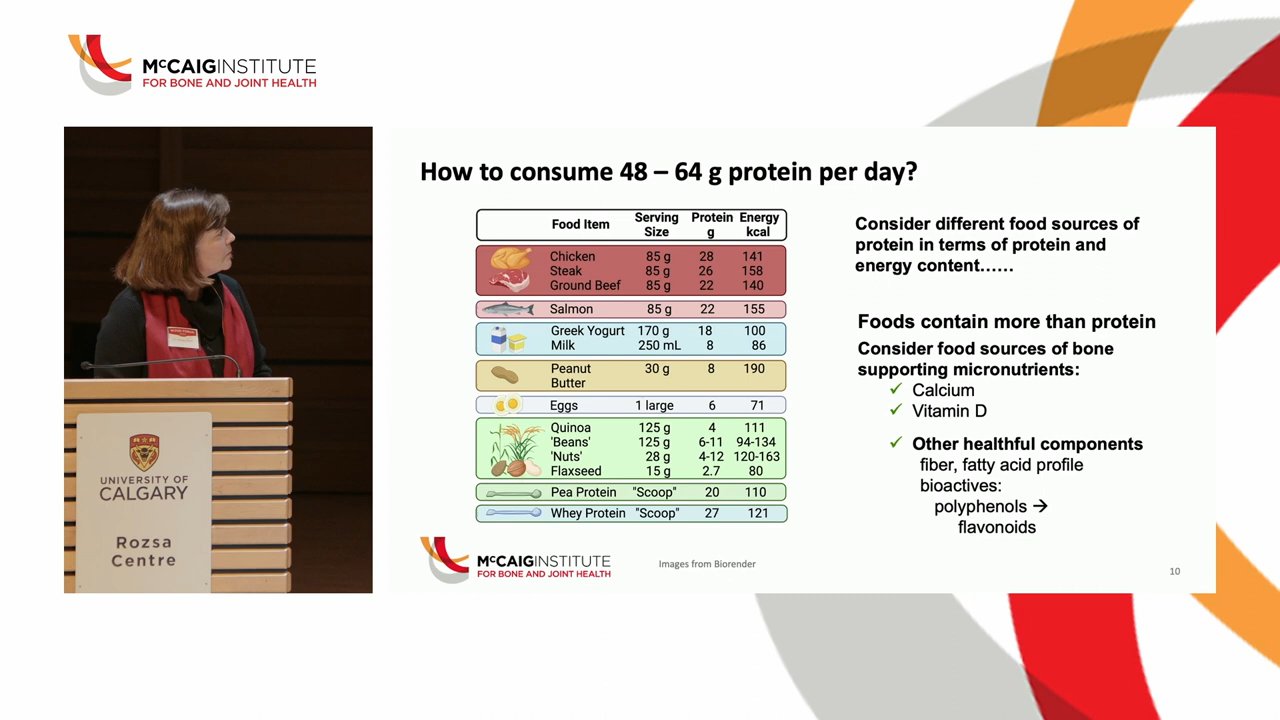 McCAIGINSTITUTE
FOR BONE AND JOINT HEALTH
UNIVERSITY OF
CALGARY
Rozsa
Centre
How to consume 48 – 64 g protein per day?
Food Item Serving Size Protein g Energy kcal
Chicken 85 g 28 141
Steak 85 g 26 158
Ground Beef 85 g 22 140
Salmon 85 g 22 155
Greek Yogurt 170 g 18 100
Milk 250 mL 8 86
Peanut Butter 30 g 8 190
Eggs 1 large 6 71
Quinoa 125 g 4 111
'Beans' 125 g 6-11 94-134
'Nuts' 28 g 4-12 120-163
Flaxseed 15 g 2.7 80
Pea Protein "Scoop" 20 110
Whey Protein "Scoop" 27 121
Consider different food sources of
protein in terms of protein and
energy content......
Foods contain more than protein
Consider food sources of bone
supporting micronutrients:
✓ Calcium
✓ Vitamin D
✓ Other healthful components
fiber, fatty acid profile
bioactives:
polyphenols →
flavonoids
McCAIGINSTITUTE
FOR BONE AND JOINT HEALTH
Images from Biorender
10